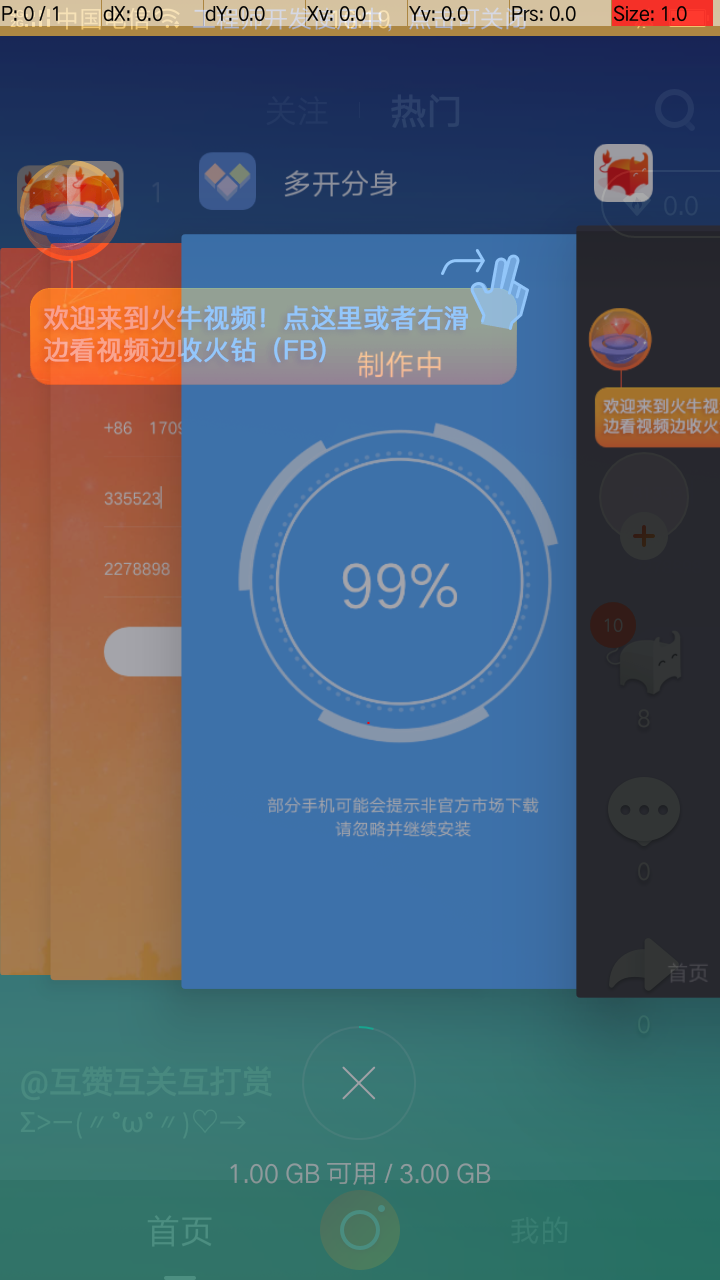 P: 0 / 1 dX: 0.0 dY: 0.0 Xv: 0.0 Yv: 0.0 Prs: 0.0 Size: 1.0
中国电信
关注 热门
1 多开分身 0.0
欢迎来到火牛视频！点这里或者右滑
边看视频边收火钻（FB）
制作中
欢迎来到火牛视
边看视频边收火
+86 1709
335523
2278898
99%
10
8
部分手机可能会提示非官方市场下载
请忽略并继续安装
0
首页
0
@互赞互关互打赏
Σ>—(〃°ω°〃)♡→
1.00 GB 可用 / 3.00 GB
首页 我的